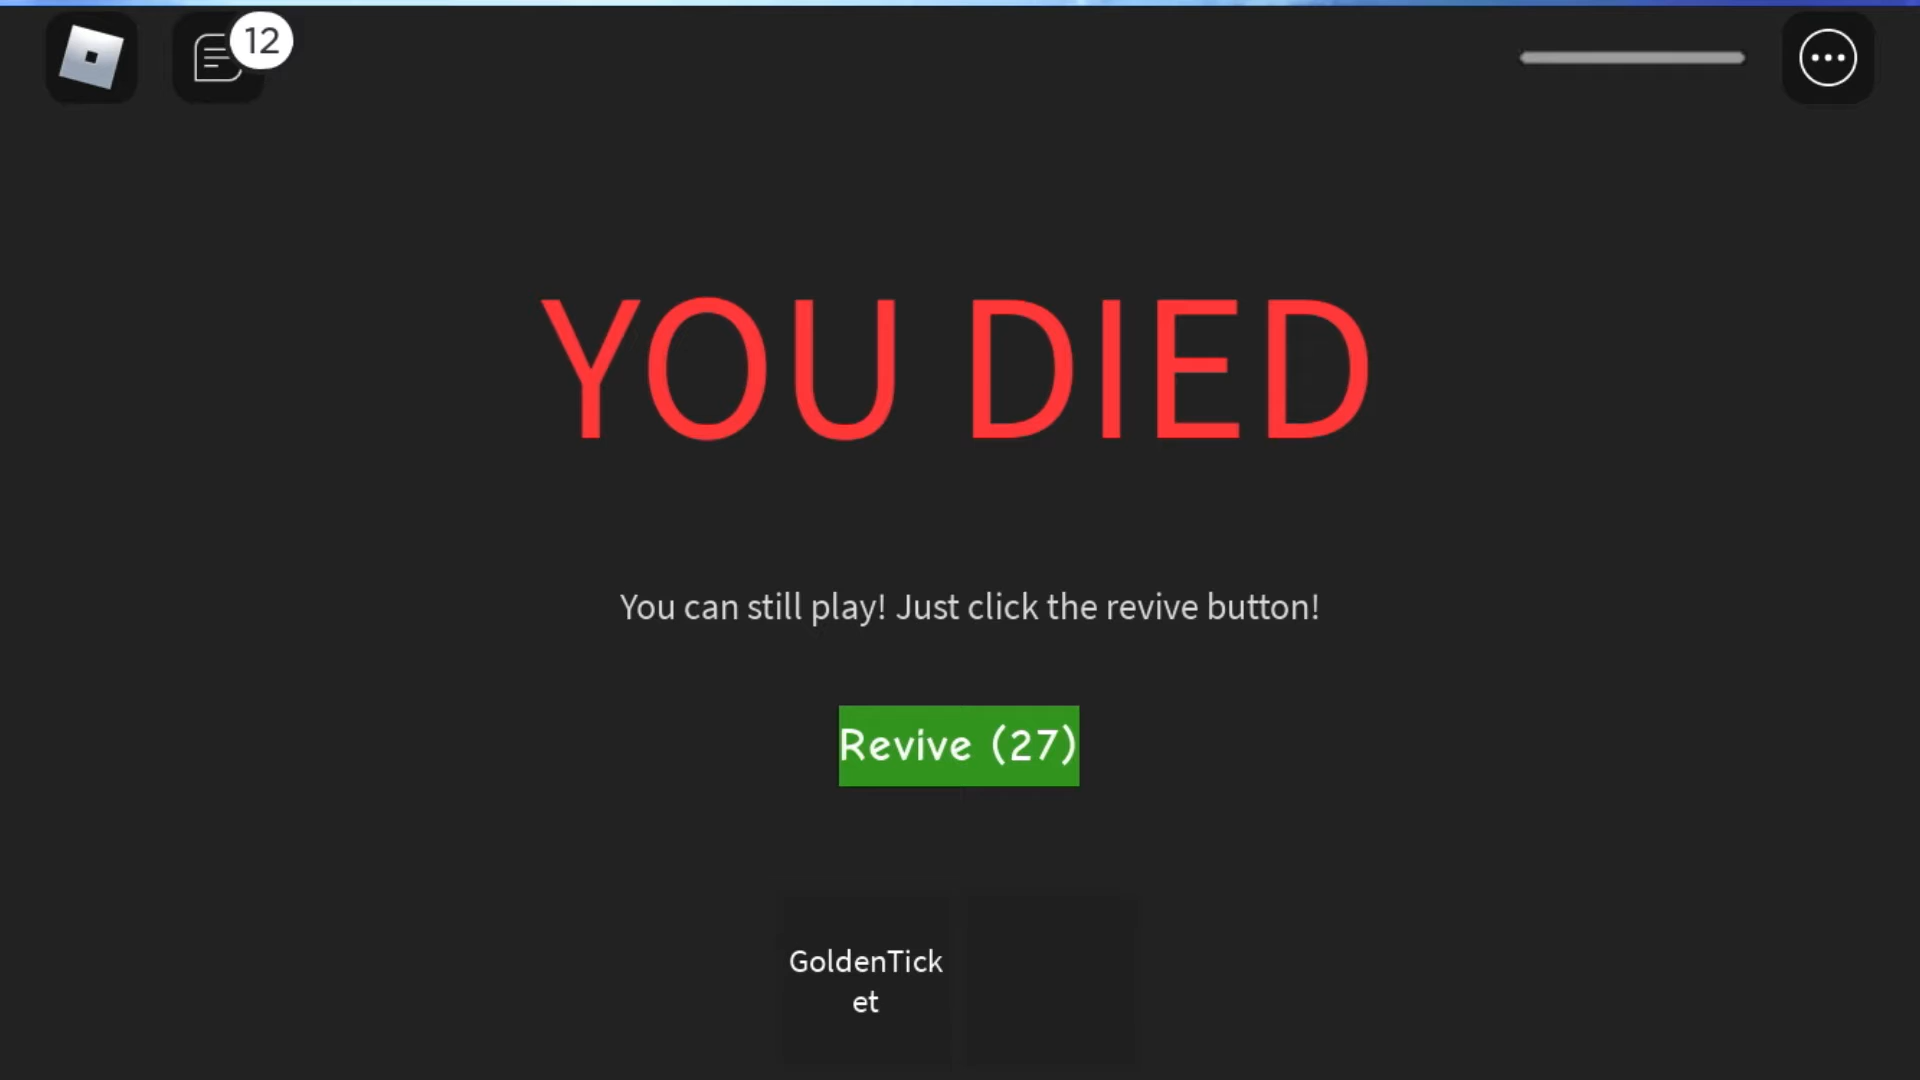 12
YOU DIED
You can still play! Just click the revive button!
Revive (27)
GoldenTick
et